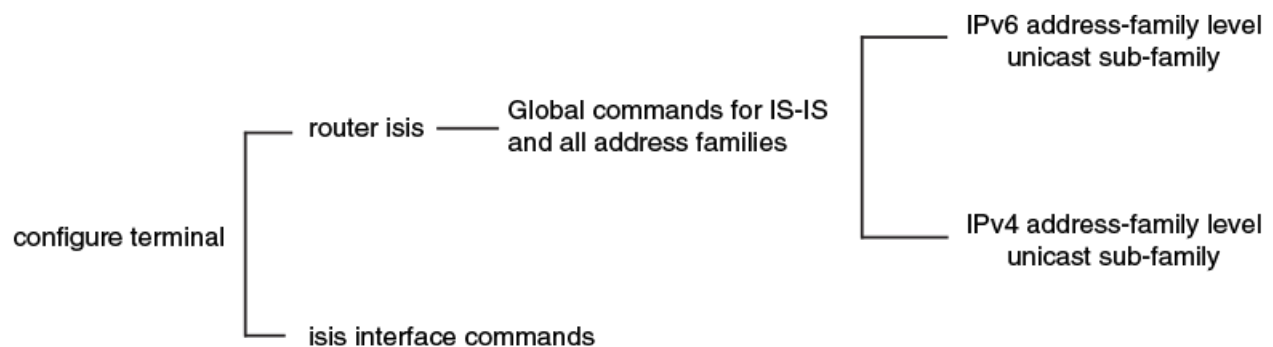 IPv6 address-family level
unicast sub-family
Global commands for IS-IS
router isis
and all address families
configure terminal
IPv4 address-family level
unicast sub-family
isis interface commands